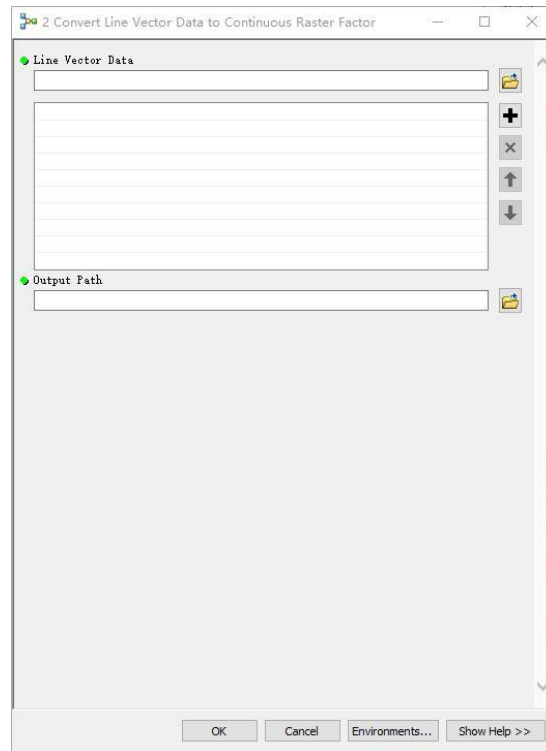 2 Convert Line Vector Data to Continuous Raster Factor
Line Vector Data
Output Path
OK
Cancel
Environments...
Show Help >>